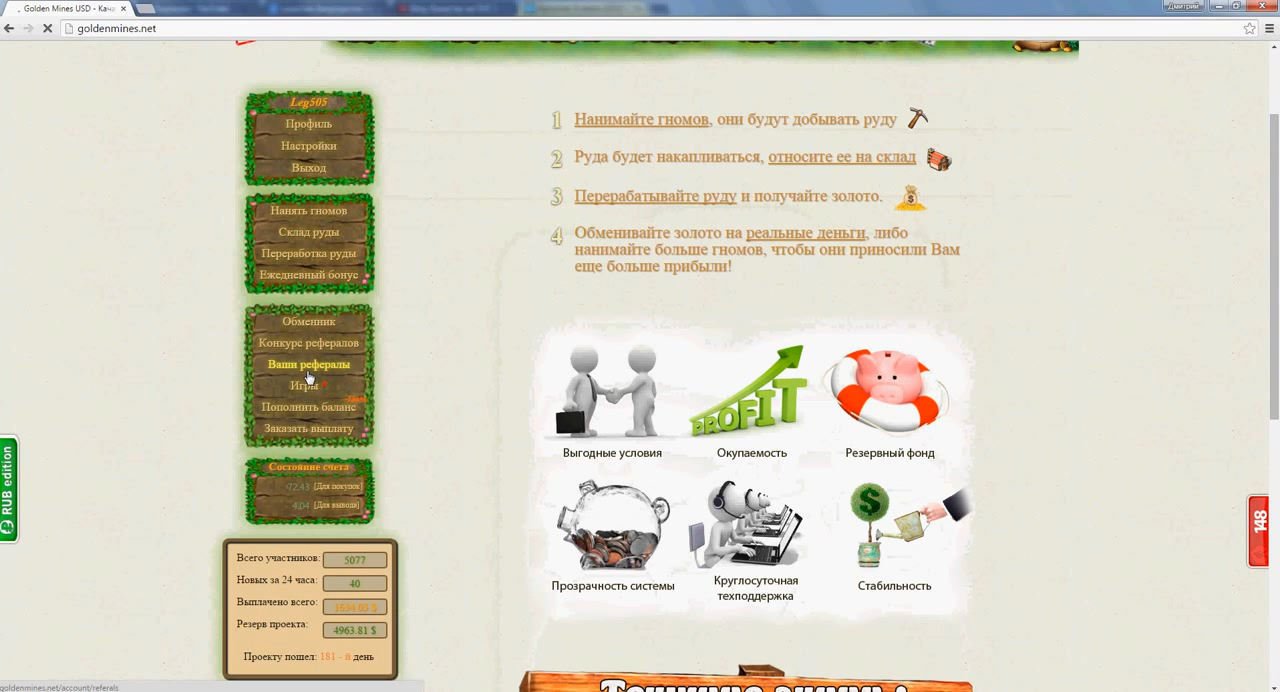 Golden Mines USD - Кача
Дмитрий
goldenmines.net
Leg505
Профиль
Настройки
Выход
Нанять гномов
Склад руды
Переработка руды
Ежедневный бонус
Обменник
Конкурс рефералов
Ваши рефералы
Игры
Пополнить баланс
Заказать выплату
Состояние счета
72.43 [Для покупок]
4.04 [Для вывода]
Всего участников: 5077
Новых за 24 часа: 40
Выплачено всего: 1634.03 $
Резерв проекта: 4963.81 $
Проекту пошел: 181 - й день
1 Нанимайте гномов, они будут добывать руду
2 Руда будет накапливаться, относите ее на склад
3 Перерабатывайте руду и получайте золото.
4 Обменивайте золото на реальные деньги, либо
нанимайте больше гномов, чтобы они приносили Вам
еще больше прибыли!
PROFIT
Выгодные условия
Окупаемость
Резервный фонд
Прозрачность системы
Круглосуточная
техподдержка
Стабильность
RUB edition
148
goldenmines.net/account/referals